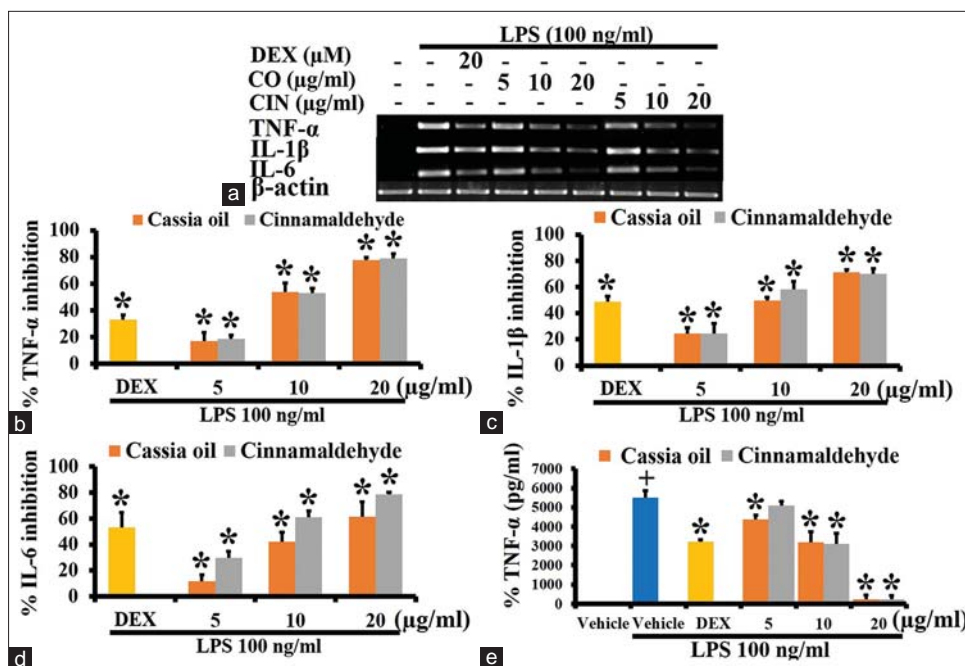 LPS (100 ng/ml)
DEX (μM) - - 20 - - - - - -
CO (μg/ml) - - - 5 10 20 - - -
CIN (μg/ml) - - - - - - 5 10 20
TNF-α
IL-1β
IL-6
β-actin
a
Cassia oil Cinnamaldehyde
% TNF-α inhibition
100
80
60
40
20
0
* * * * * * *
DEX 5 10 20 (μg/ml)
LPS 100 ng/ml
b
Cassia oil Cinnamaldehyde
% IL-1β inhibition
100
80
60
40
20
0
* * * * * * *
DEX 5 10 20 (μg/ml)
LPS 100 ng/ml
c
Cassia oil Cinnamaldehyde
% IL-6 inhibition
100
80
60
40
20
0
* * * * * * *
DEX 5 10 20 (μg/ml)
LPS 100 ng/ml
d
Cassia oil Cinnamaldehyde
% TNF-α (pg/ml)
7000
6000
5000
4000
3000
2000
1000
0
+ * * * * * *
Vehicle Vehicle DEX 5 10 20 (μg/ml)
LPS 100 ng/ml
e